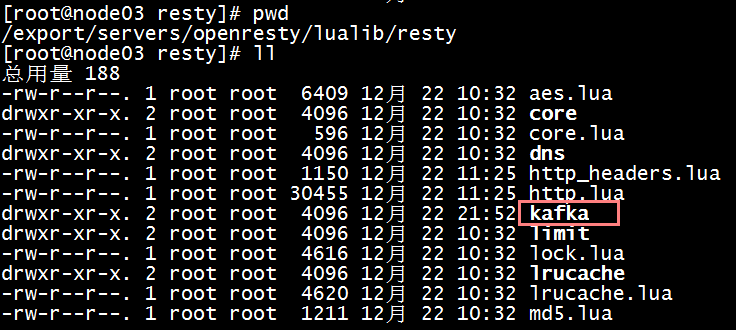 [root@node03 resty]# pwd
/export/servers/openresty/lualib/resty
[root@node03 resty]# ll
总用量 188
-rw-r--r--. 1 root root  6409 12月 22 10:32 aes.lua
drwxr-xr-x. 2 root root  4096 12月 22 10:32 core
-rw-r--r--. 1 root root   596 12月 22 10:32 core.lua
drwxr-xr-x. 2 root root  4096 12月 22 10:32 dns
-rw-r--r--. 1 root root  1150 12月 22 11:25 http_headers.lua
-rw-r--r--. 1 root root 30455 12月 22 11:25 http.lua
drwxr-xr-x. 2 root root  4096 12月 22 21:52 kafka
drwxr-xr-x. 2 root root  4096 12月 22 10:32 limit
-rw-r--r--. 1 root root  4616 12月 22 10:32 lock.lua
drwxr-xr-x. 2 root root  4096 12月 22 10:32 lrucache
-rw-r--r--. 1 root root  4620 12月 22 10:32 lrucache.lua
-rw-r--r--. 1 root root  1211 12月 22 10:32 md5.lua